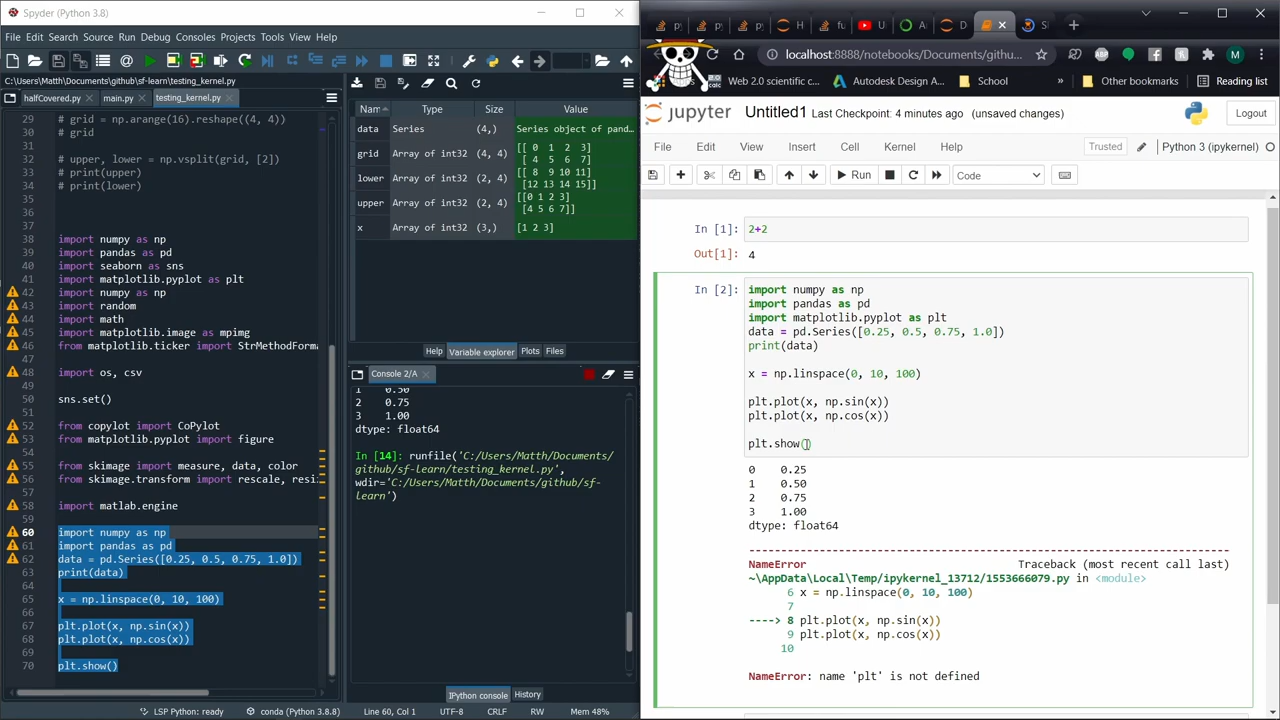 Spyder (Python 3.8)
File Edit Search Source Run Debug Consoles Projects Tools View Help
C:\Users\Matth\Documents\github\sf-learn\testing_kernel.py
halfCovered.py
main.py
testing_kernel.py
29 # grid = np.arange(16).reshape((4, 4))
30 # grid
31
32 # upper, lower = np.vsplit(grid, [2])
33 # print(upper)
34 # print(lower)
35
36
37
38 import numpy as np
39 import pandas as pd
40 import seaborn as sns
41 import matplotlib.pyplot as plt
42 import numpy as np
43 import random
44 import math
45 import matplotlib.image as mpimg
46 from matplotlib.ticker import StrMethodForma
47
48 import os, csv
49
50 sns.set()
51
52 from copylot import CoPylot
53 from matplotlib.pyplot import figure
54
55 from skimage import measure, data, color
56 from skimage.transform import rescale, resiz
57
58 import matlab.engine
59
60 import numpy as np
61 import pandas as pd
62 data = pd.Series([0.25, 0.5, 0.75, 1.0])
63 print(data)
64
65 x = np.linspace(0, 10, 100)
66
67 plt.plot(x, np.sin(x))
68 plt.plot(x, np.cos(x))
69
70 plt.show()
Nam Type Size Value
data Series (4,) Series object of pand…
grid Array of int32 (4, 4) [[ 0 1 2 3]
[ 4 5 6 7]
lower Array of int32 (2, 4) [[ 8 9 10 11]
[12 13 14 15]]
upper Array of int32 (2, 4) [[0 1 2 3]
[4 5 6 7]]
x Array of int32 (3,) [1 2 3]
Help Variable explorer Plots Files
Console 2/A
1 0.50
2 0.75
3 1.00
dtype: float64
In [14]: runfile('C:/Users/Matth/Documents/
github/sf-learn/testing_kernel.py',
wdir='C:/Users/Matth/Documents/github/sf-
learn')
IPython console History
LSP Python: ready conda (Python 3.8.8) Line 60, Col 1 UTF-8 CRLF RW Mem 48%
localhost:8888/notebooks/Documents/githu…
Web 2.0 scientific c… Autodesk Design A… School Other bookmarks Reading list
jupyter Untitled1 Last Checkpoint: 4 minutes ago (unsaved changes) Logout
File Edit View Insert Cell Kernel Help Trusted Python 3 (ipykernel)
Run Code
In [1]: 2+2
Out[1]: 4
In [2]: import numpy as np
import pandas as pd
import matplotlib.pyplot as plt
data = pd.Series([0.25, 0.5, 0.75, 1.0])
print(data)
x = np.linspace(0, 10, 100)
plt.plot(x, np.sin(x))
plt.plot(x, np.cos(x))
plt.show()
0 0.25
1 0.50
2 0.75
3 1.00
dtype: float64
NameError Traceback (most recent call last)
~\AppData\Local\Temp/ipykernel_13712/1553666079.py in <module>
6 x = np.linspace(0, 10, 100)
7
----> 8 plt.plot(x, np.sin(x))
9 plt.plot(x, np.cos(x))
10
NameError: name 'plt' is not defined